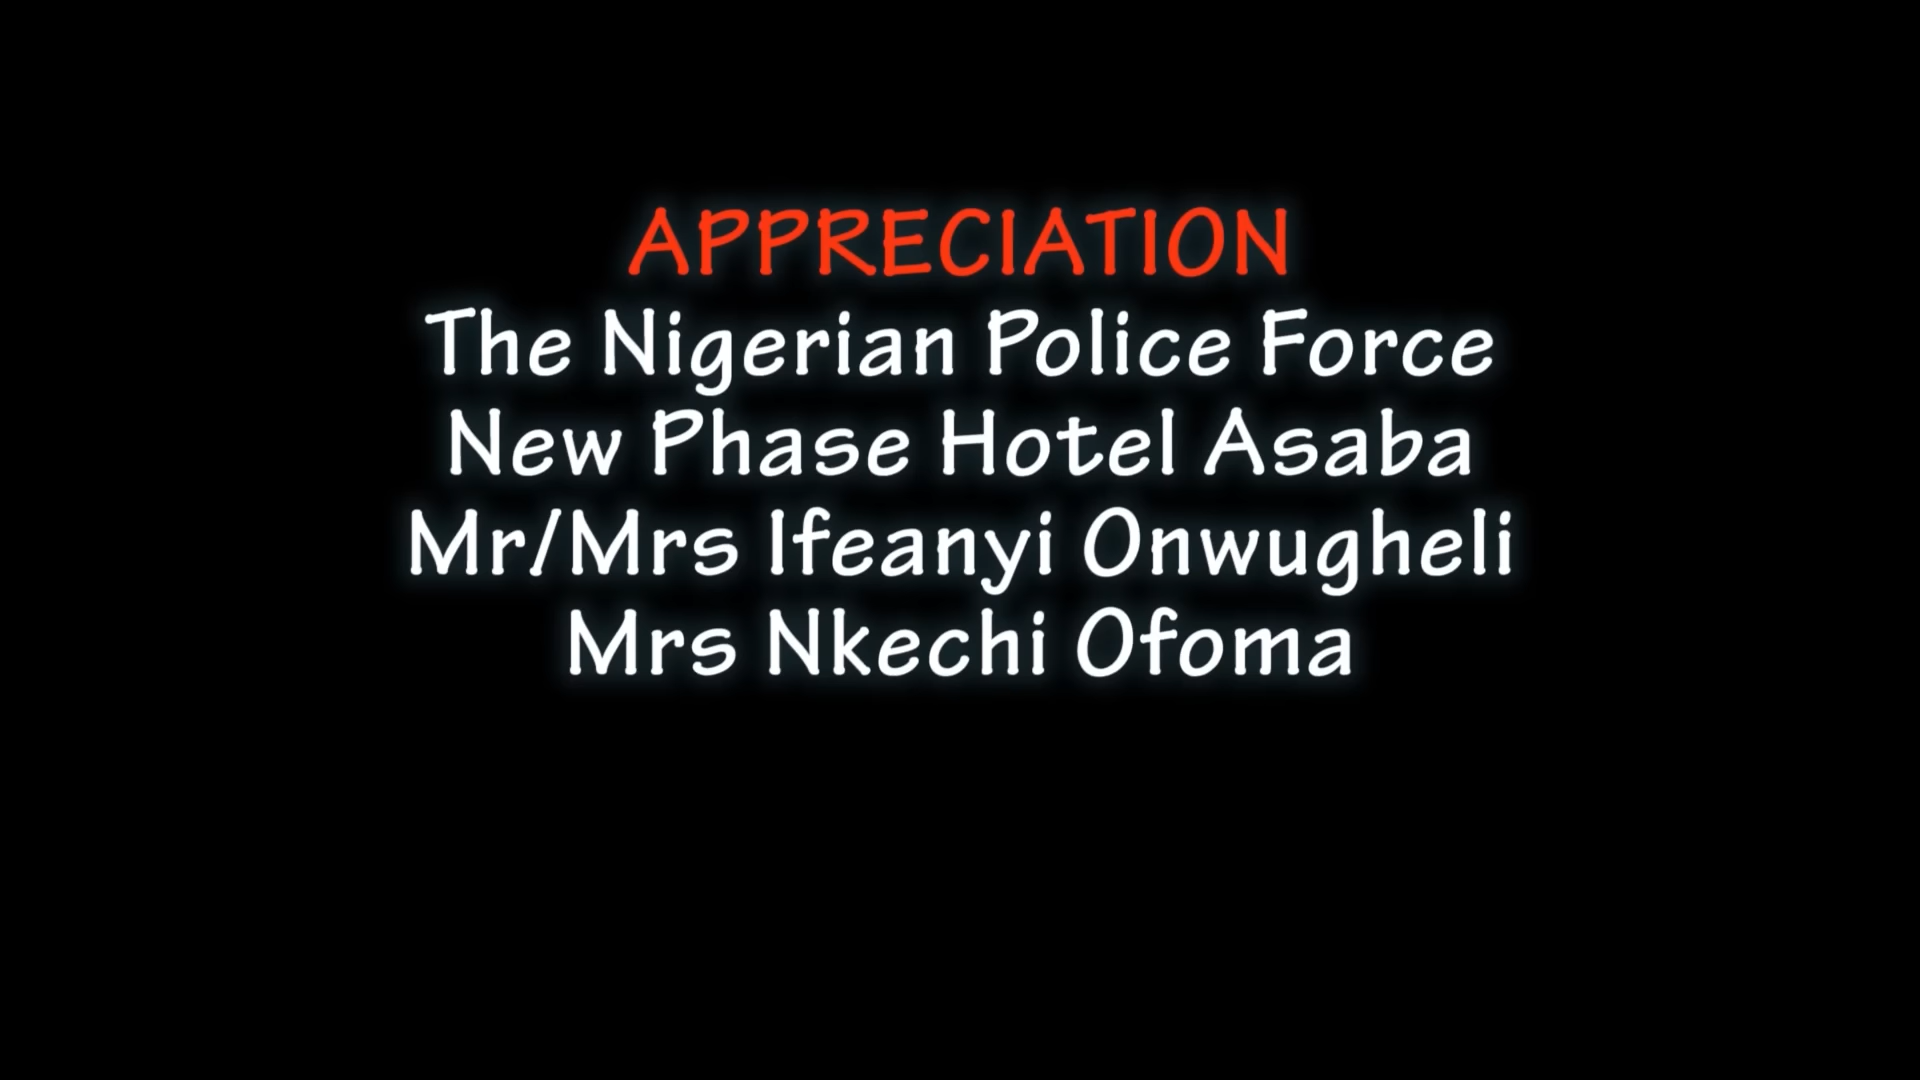 APPRECIATION
The Nigerian Police Force
New Phase Hotel Asaba
Mr/Mrs Ifeanyi Onwugheli
Mrs Nkechi Ofoma